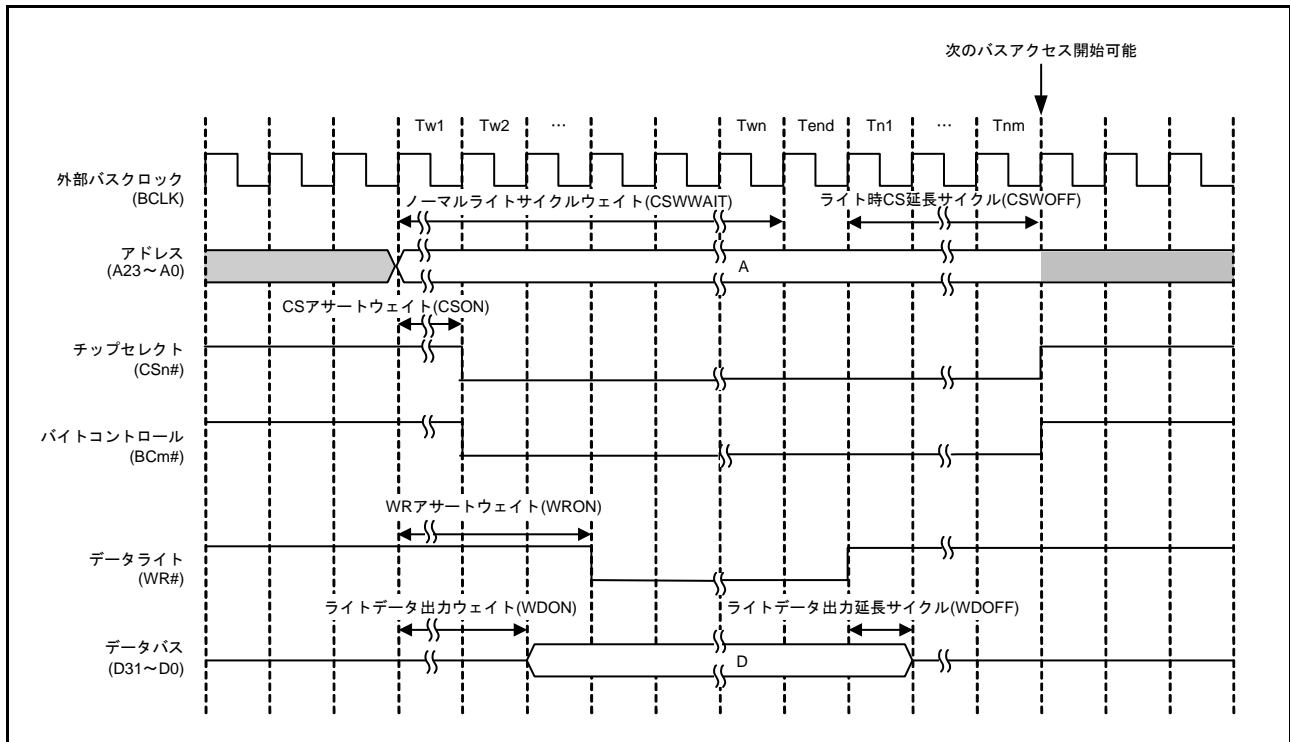 次のバスアクセス開始可能
Tw1 Tw2 … Twn Tend Tn1 … Tnm
外部バスクロック
(BCLK)
ノーマルライトサイクルウェイト(CSWWAIT)
ライト時CS延長サイクル(CSWOFF)
アドレス
(A23～A0)
A
CSアサートウェイト(CSON)
チップセレクト
(CSn#)
バイトコントロール
(BCm#)
WRアサートウェイト(WRON)
データライト
(WR#)
ライトデータ出力ウェイト(WDON)
ライトデータ出力延長サイクル(WDOFF)
データバス
(D31～D0)
D